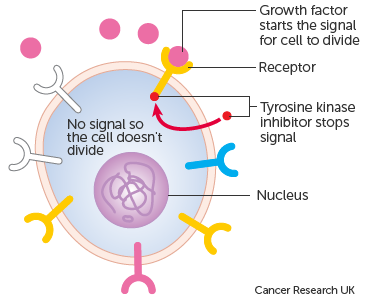 Growth factor
starts the signal
for cell to divide
Receptor
Tyrosine kinase
inhibitor stops
signal
No signal so
the cell doesn't
divide
Nucleus
Cancer Research UK